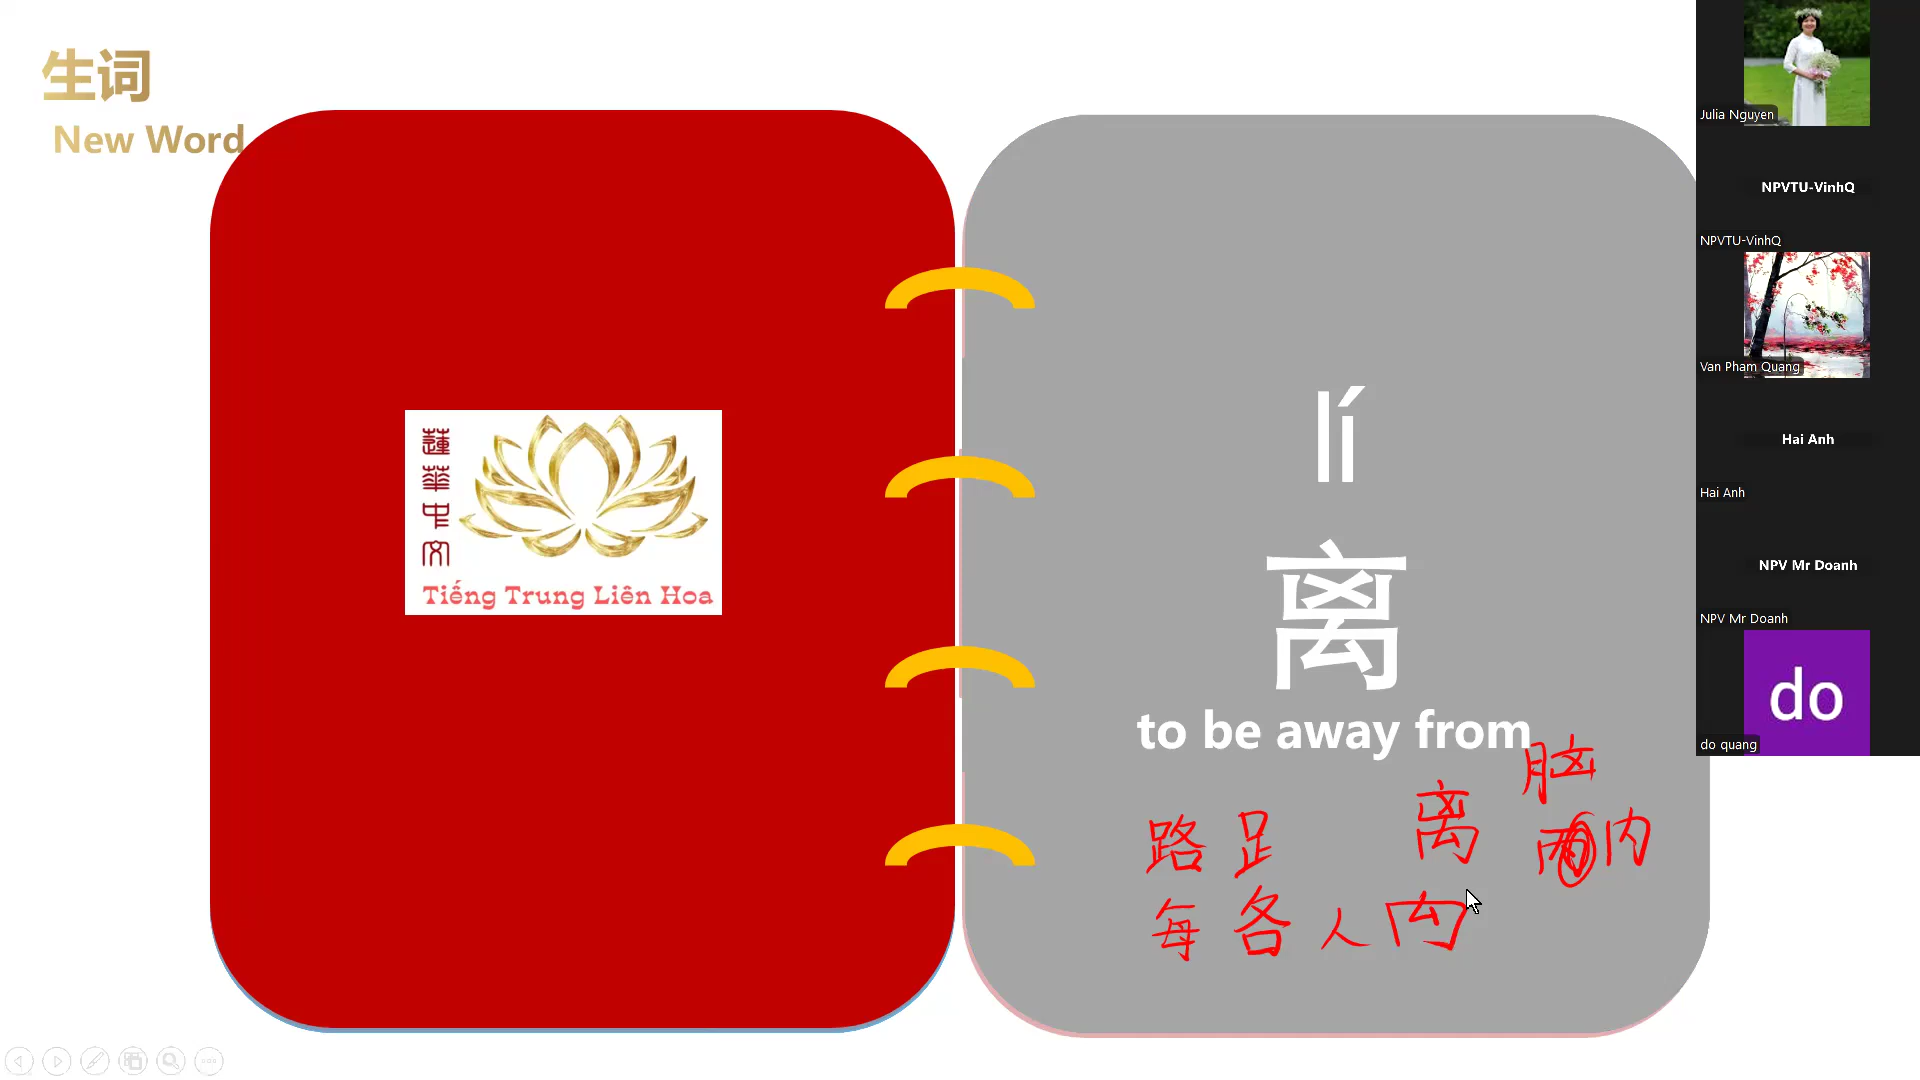 生词
New Word
蓮華中文
Tiếng Trung Liên Hoa
lí
离
to be away from
脑
路 足 离 内
每 各 人
Julia Nguyen
NPVTU-VinhQ
NPVTU-VinhQ
Van Pham Quang
Hai Anh
Hai Anh
NPV Mr Doanh
NPV Mr Doanh
do
do quang